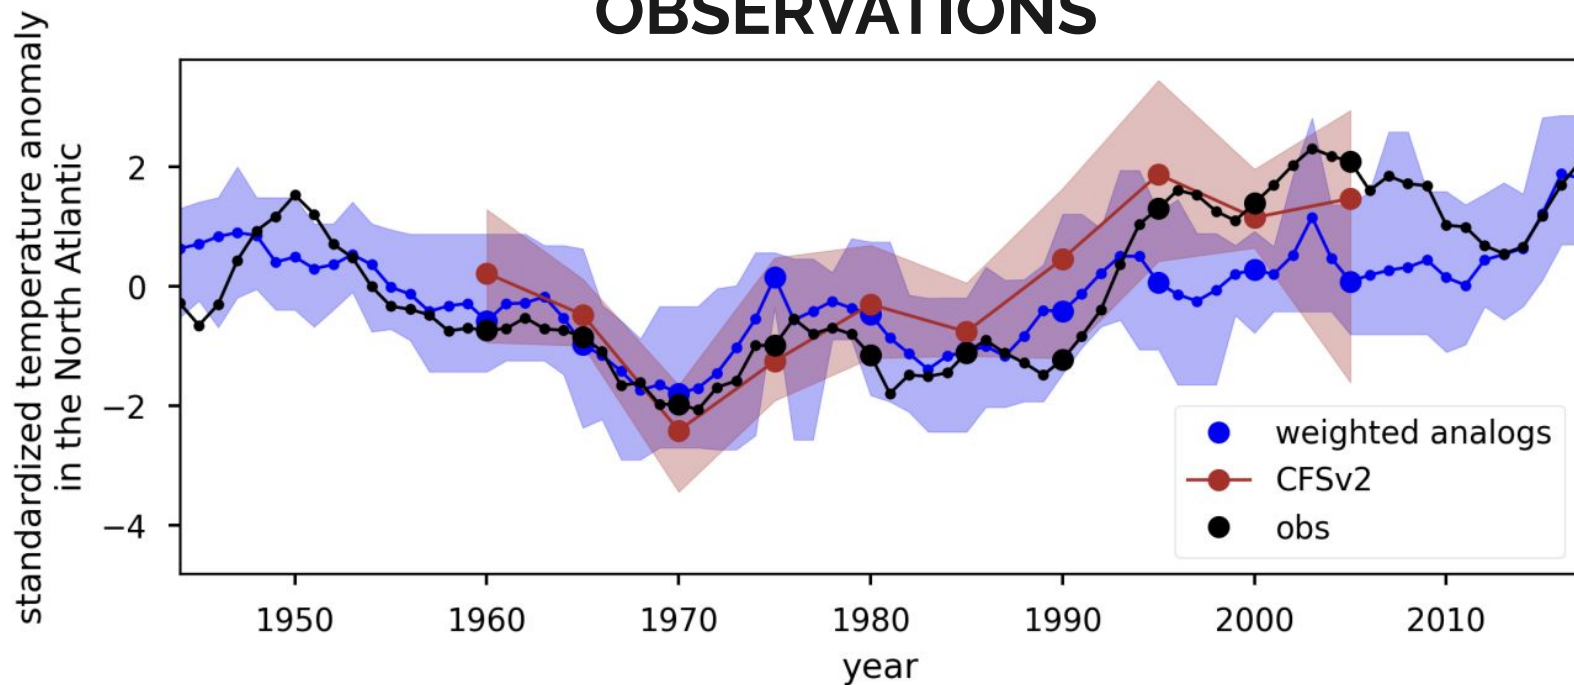 OBSERVATIONS
standardized temperature anomaly
in the North Atlantic
2
0
−2
−4
weighted analogs
CFSv2
obs
1950 1960 1970 1980 1990 2000 2010
year